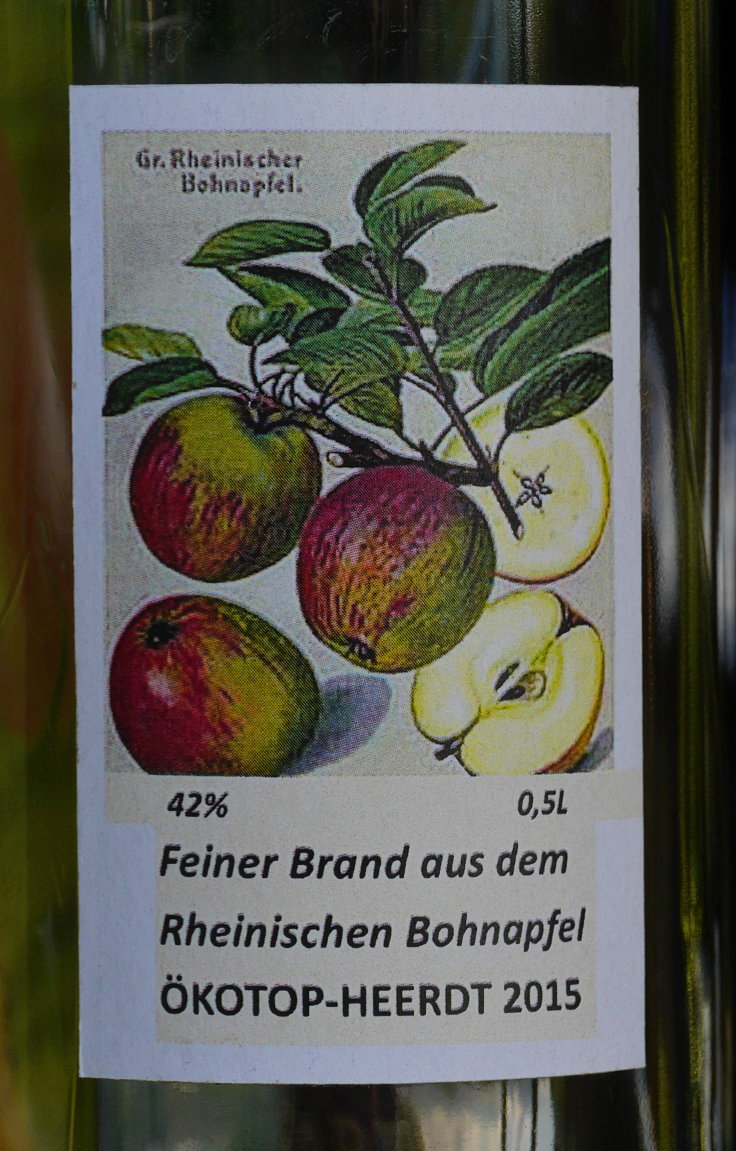 Gr. Rheinischer
Bohnapfel.
42% 0,5L
Feiner Brand aus dem
Rheinischen Bohnapfel
ÖKOTOP-HEERDT 2015